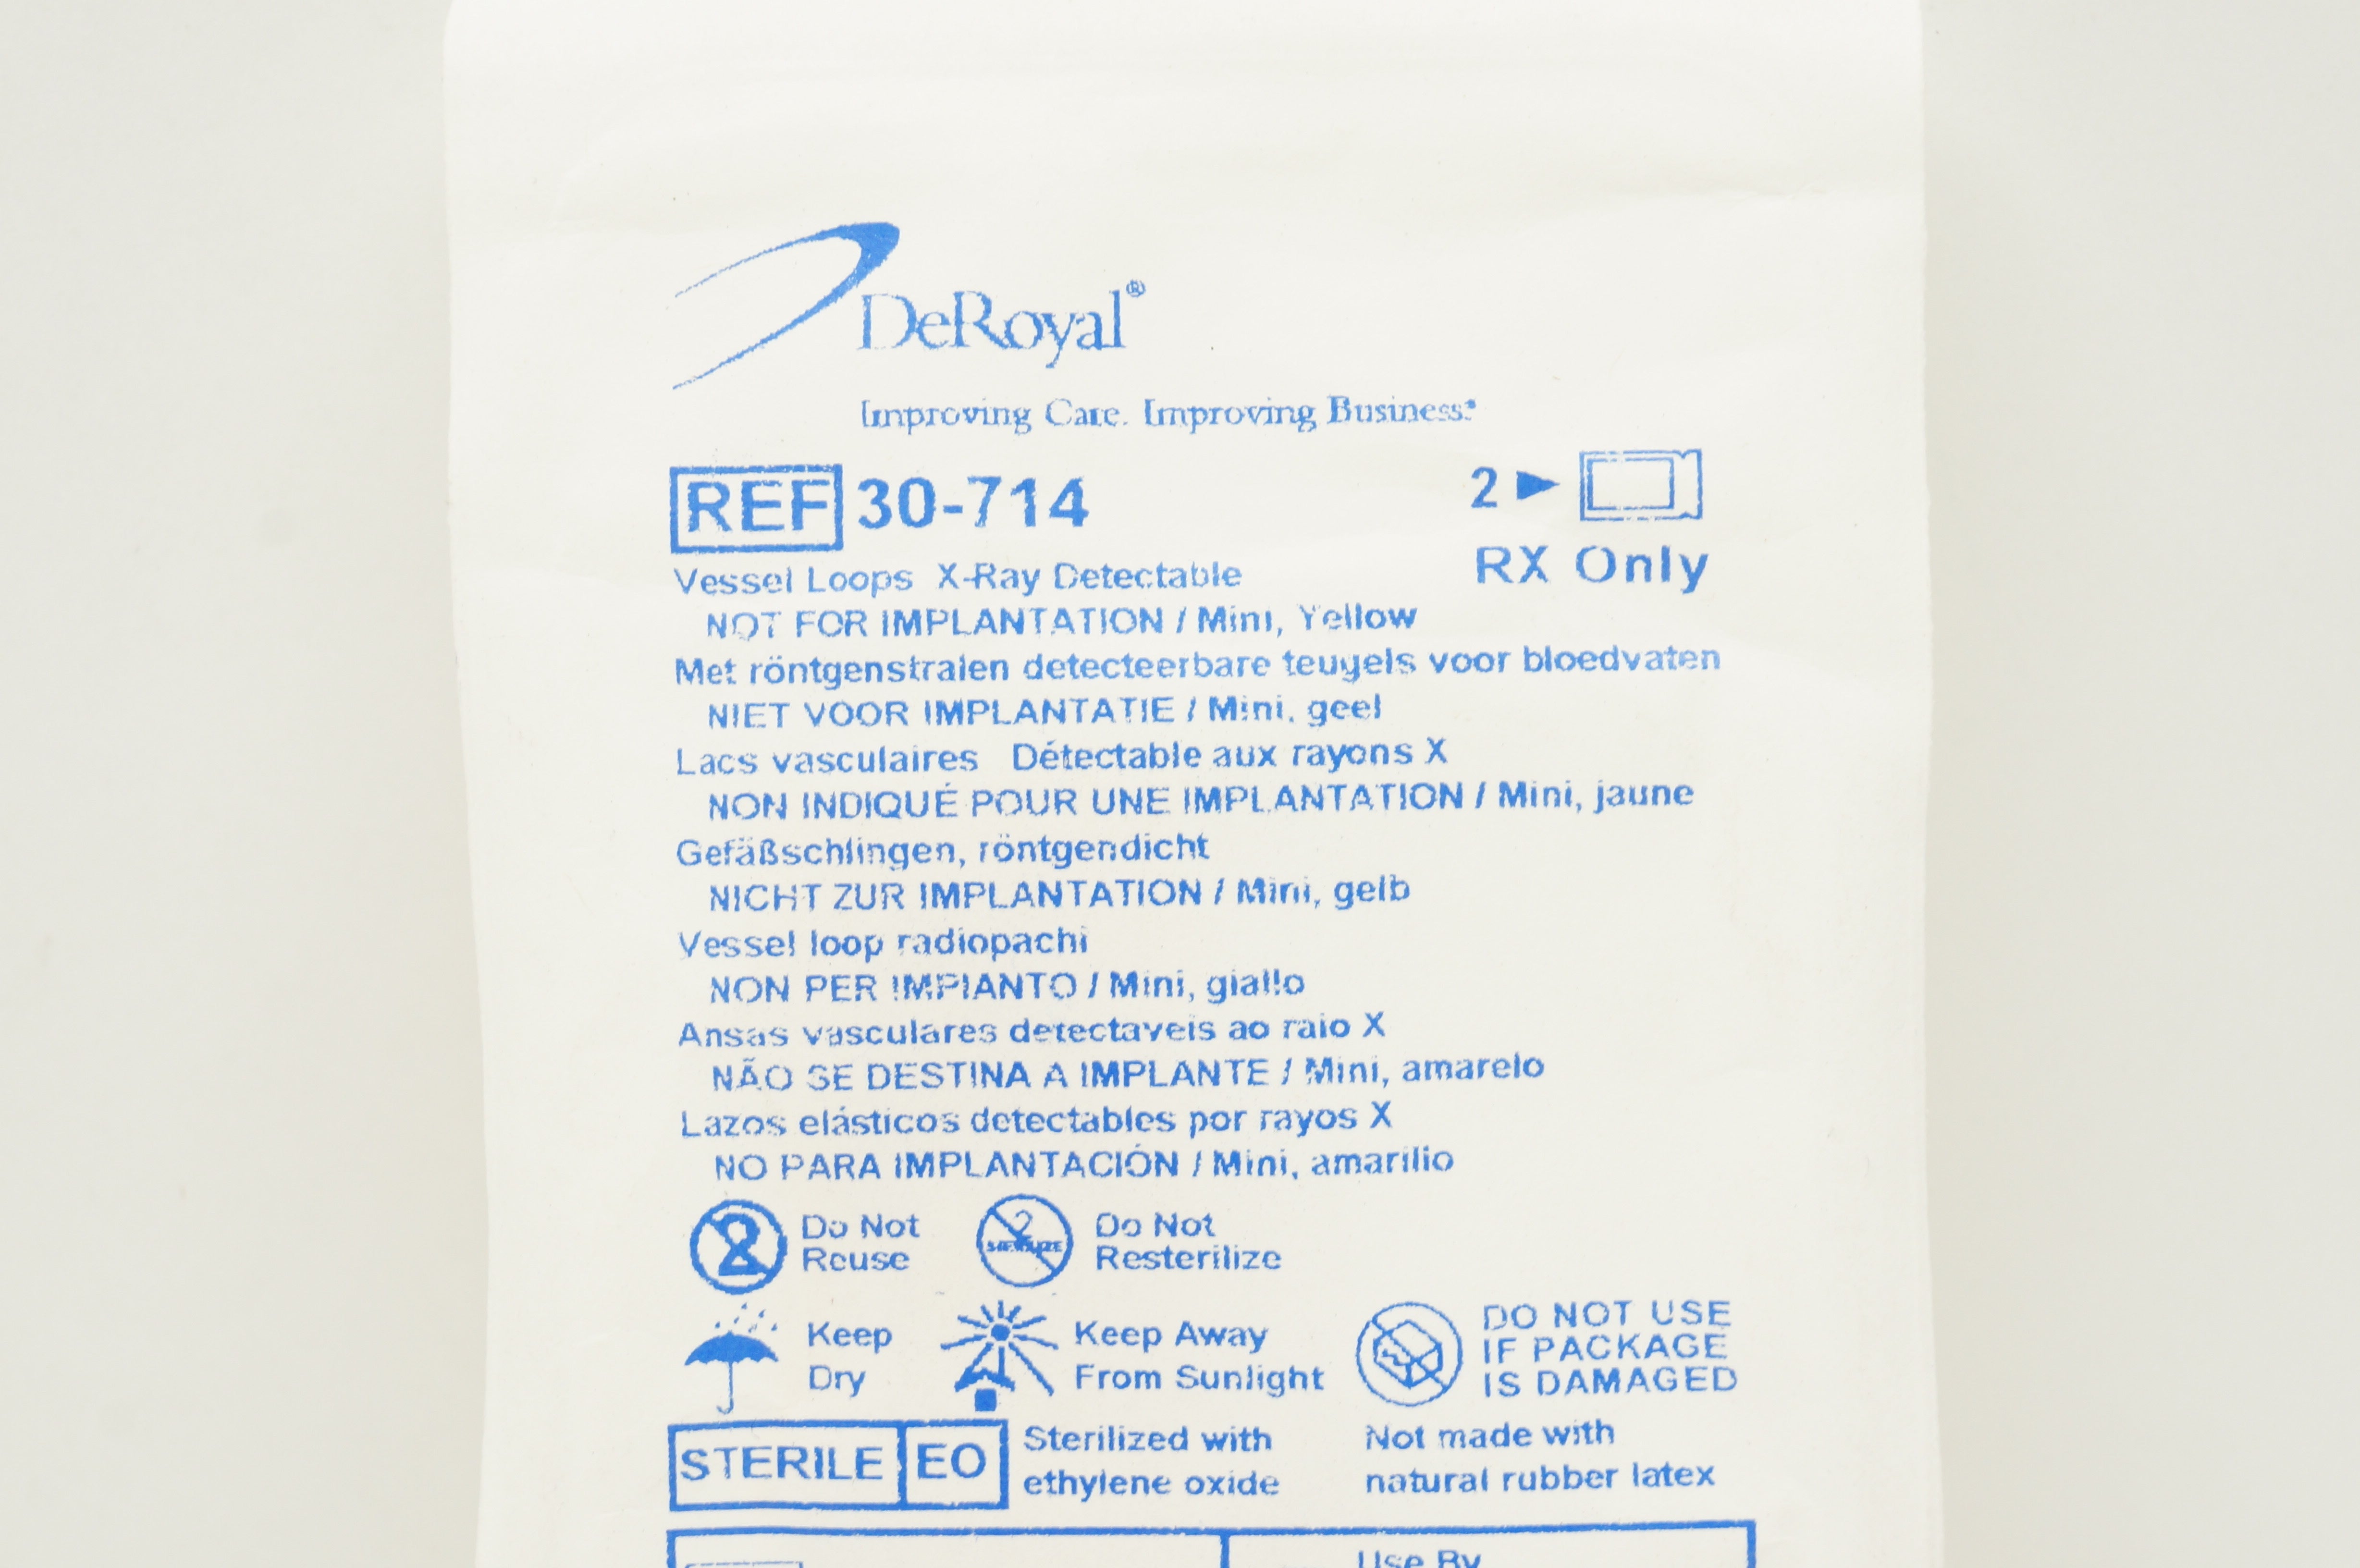 DeRoyal®
Improving Care. Improving Business.®
REF 30-714
2
RX Only
Vessel Loops X-Ray Detectable
NOT FOR IMPLANTATION / Mini, Yellow
Met röntgenstralen detecteerbare teugels voor bloedvaten
NIET VOOR IMPLANTATIE / Mini, geel
Lacs vasculaires Détectable aux rayons X
NON INDIQUÉ POUR UNE IMPLANTATION / Mini, jaune
Gefäßschlingen, röntgendicht
NICHT ZUR IMPLANTATION / Mini, gelb
Vessel loop radiopachi
NON PER IMPIANTO / Mini, giallo
Ansas vasculares detectaveis ao raio X
NÃO SE DESTINA A IMPLANTE / Mini, amarelo
Lazos elásticos detectables por rayos X
NO PARA IMPLANTACIÓN / Mini, amarillo
2 Do Not Reuse
2 STERILIZE Do Not Resterilize
Keep Dry
Keep Away From Sunlight
DO NOT USE
IF PACKAGE
IS DAMAGED
STERILE EO
Sterilized with
ethylene oxide
Not made with
natural rubber latex
Use By